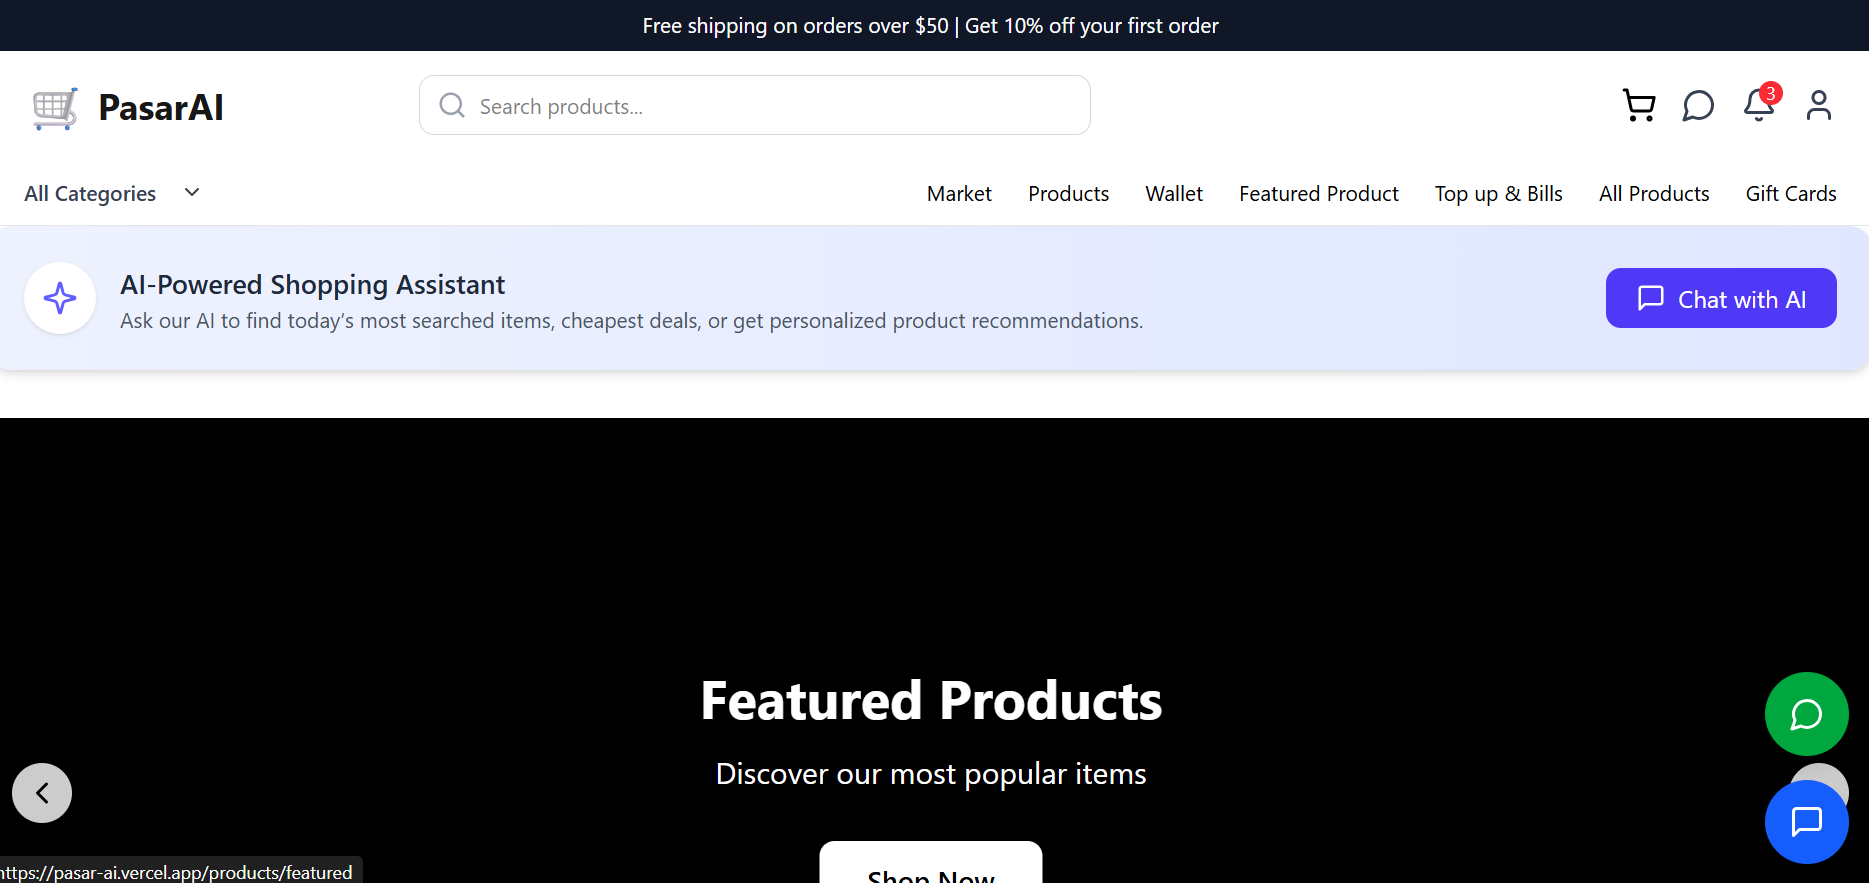 Free shipping on orders over $50 | Get 10% off your first order
PasarAI
Search products...
3
All Categories
Market
Products
Wallet
Featured Product
Top up & Bills
All Products
Gift Cards
AI-Powered Shopping Assistant
Ask our AI to find today’s most searched items, cheapest deals, or get personalized product recommendations.
Chat with AI
Featured Products
Discover our most popular items
Shop Now
https://pasar-ai.vercel.app/products/featured